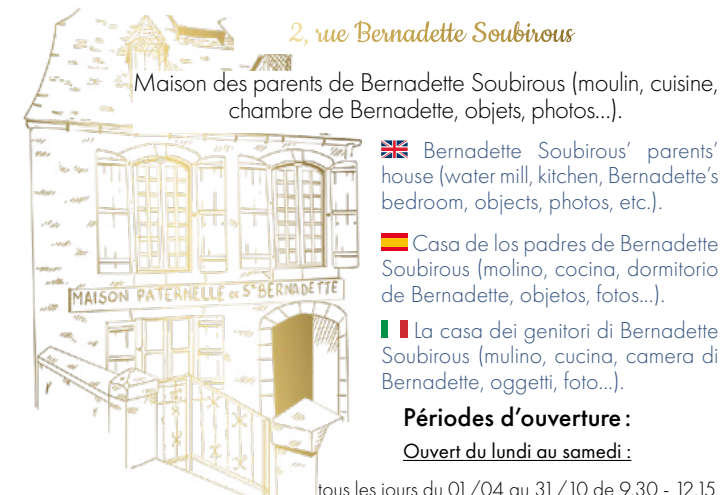 2, rue Bernadette Soubirous
Maison des parents de Bernadette Soubirous (moulin, cuisine,
chambre de Bernadette, objets, photos...).
Bernadette Soubirous' parents'
house (water mill, kitchen, Bernadette's
bedroom, objects, photos, etc.).
Casa de los padres de Bernadette
Soubirous (molino, cocina, dormitorio
de Bernadette, objetos, fotos...).
La casa dei genitori di Bernadette
Soubirous (mulino, cucina, camera di
Bernadette, oggetti, foto...).
MAISON PATERNELLE DE STE BERNADETTE
Périodes d'ouverture :
Ouvert du lundi au samedi :
tous les jours du 01/04 au 31/10 de 9.30 - 12.15